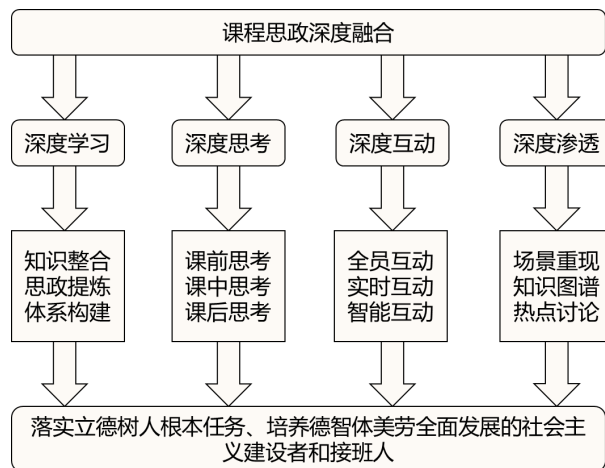 课程思政深度融合
深度学习
深度思考
深度互动
深度渗透
知识整合
思政提炼
体系构建
课前思考
课中思考
课后思考
全员互动
实时互动
智能互动
场景重现
知识图谱
热点讨论
落实立德树人根本任务、培养德智体美劳全面发展的社会主
义建设者和接班人